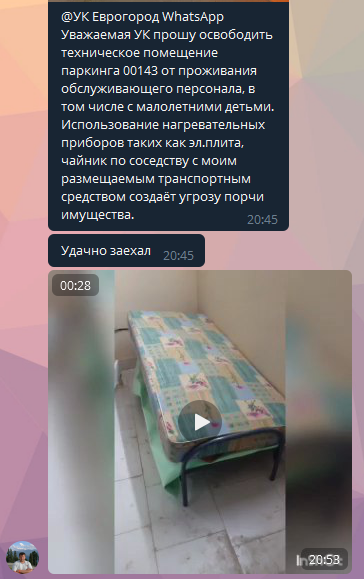 @УК Еврогород WhatsApp
Уважаемая УК прошу освободить
техническое помещение
паркинга 00143 от проживания
обслуживающего персонала, в
том числе с малолетними детьми.
Использование нагревательных
приборов таких как эл.плита,
чайник по соседству с моим
размещаемым транспортным
средством создаёт угрозу порчи
имущества.
20:45
Удачно заехал
20:45
00:28
20:53